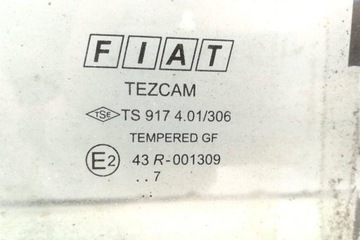 FIAT
TEZCAM
TSE TS 917 4.01/306
TEMPERED GF
E2 43 R-001309
. . 7